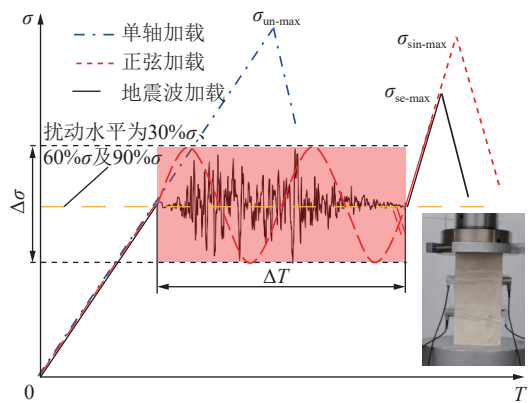 σ
σun-max
单轴加载
正弦加载
地震波加载
σsin-max
σse-max
扰动水平为30%σ、
60%σ及90%σ
Δσ
ΔT
0
T